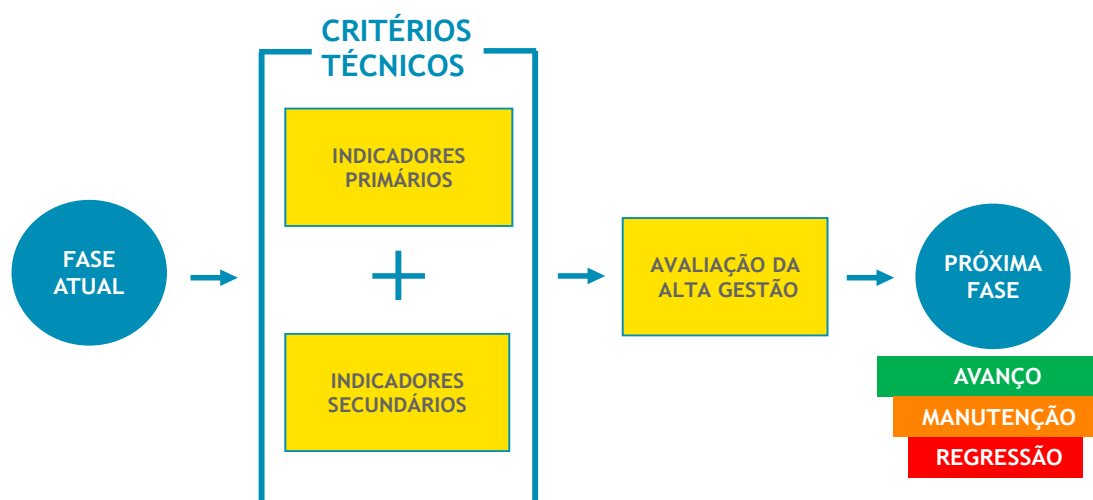 CRITÉRIOS
TÉCNICOS
INDICADORES
PRIMÁRIOS
FASE
ATUAL
AVALIAÇÃO DA
ALTA GESTÃO
PRÓXIMA
FASE
INDICADORES
SECUNDÁRIOS
AVANÇO
MANUTENÇÃO
REGRESSÃO